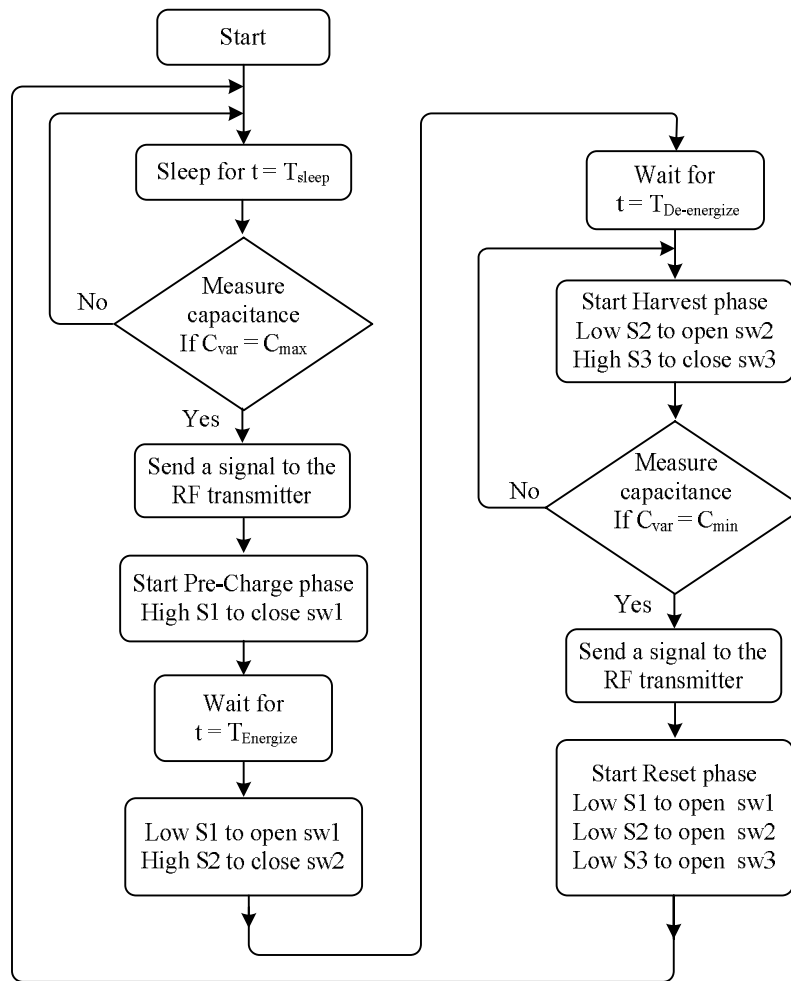 Start
Sleep for t = Tsleep
Measure
capacitance
If Cvar = Cmax
No
Yes
Send a signal to the
RF transmitter
Start Pre-Charge phase
High S1 to close sw1
Wait for
t = TEnergize
Low S1 to open sw1
High S2 to close sw2
Wait for
t = TDe-energize
Start Harvest phase
Low S2 to open sw2
High S3 to close sw3
Measure
capacitance
If Cvar = Cmin
No
Yes
Send a signal to the
RF transmitter
Start Reset phase
Low S1 to open sw1
Low S2 to open sw2
Low S3 to open sw3